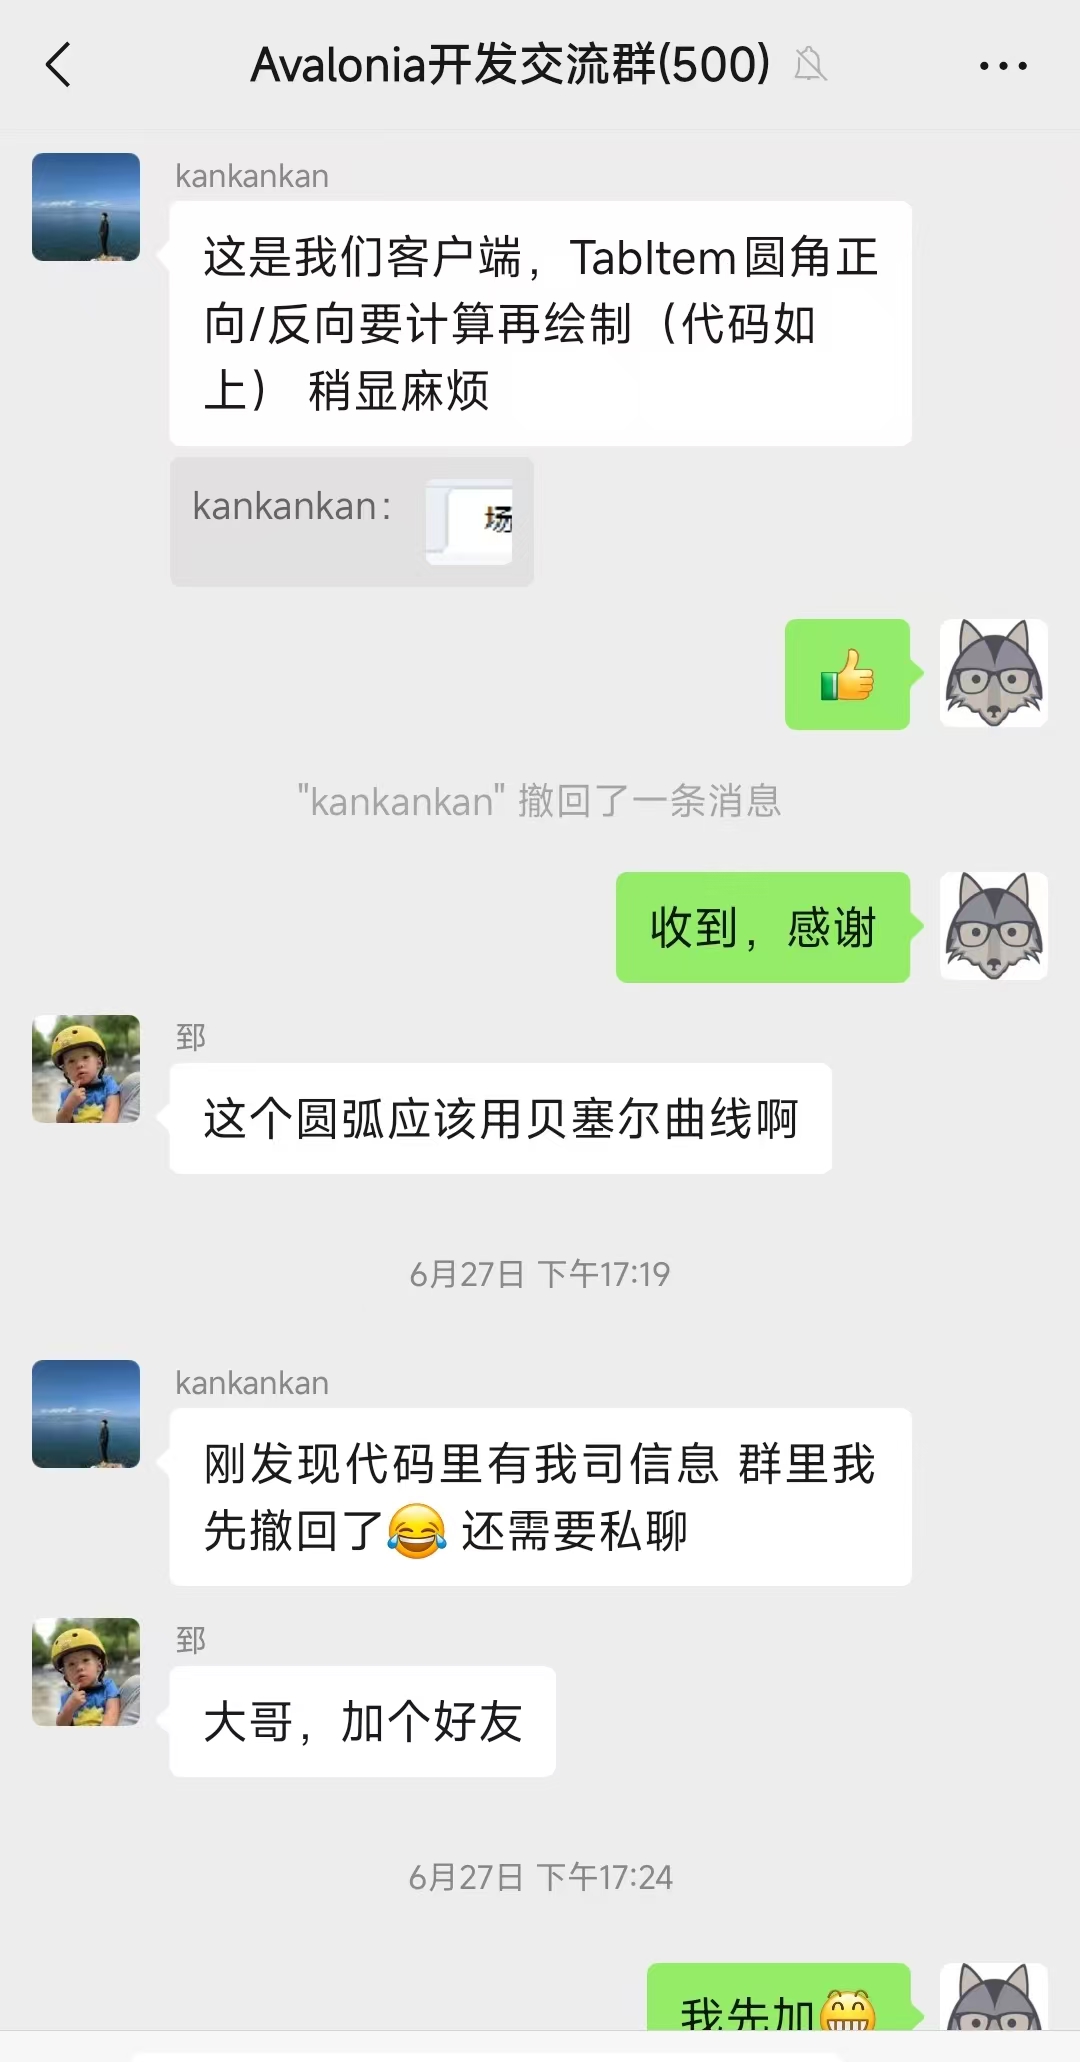 Avalonia开发交流群(500)
kankankan
这是我们客户端，TabItem圆角正
向/反向要计算再绘制（代码如
上） 稍显麻烦
kankankan：
场
👍
"kankankan" 撤回了一条消息
收到，感谢
郅
这个圆弧应该用贝塞尔曲线啊
6月27日 下午17:19
kankankan
刚发现代码里有我司信息 群里我
先撤回了😂 还需要私聊
郅
大哥，加个好友
6月27日 下午17:24
我先加😁